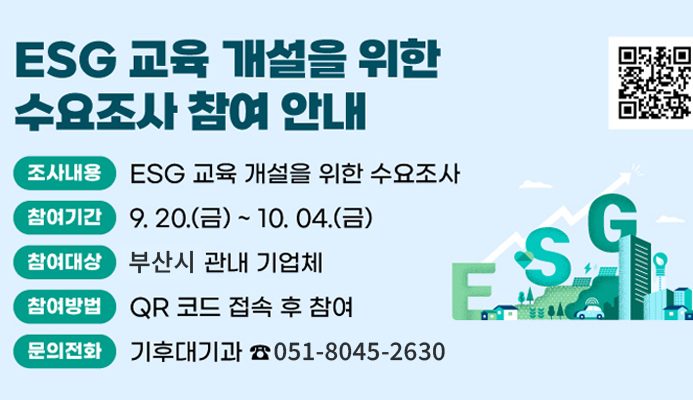 ESG 교육 개설을 위한
수요조사 참여 안내
조사내용 ESG 교육 개설을 위한 수요조사
참여기간 9. 20.(금) ~ 10. 04.(금)
참여대상 부산시 관내 기업체
참여방법 QR 코드 접속 후 참여
문의전화 기후대기과 ☎051-8045-2630
ESG